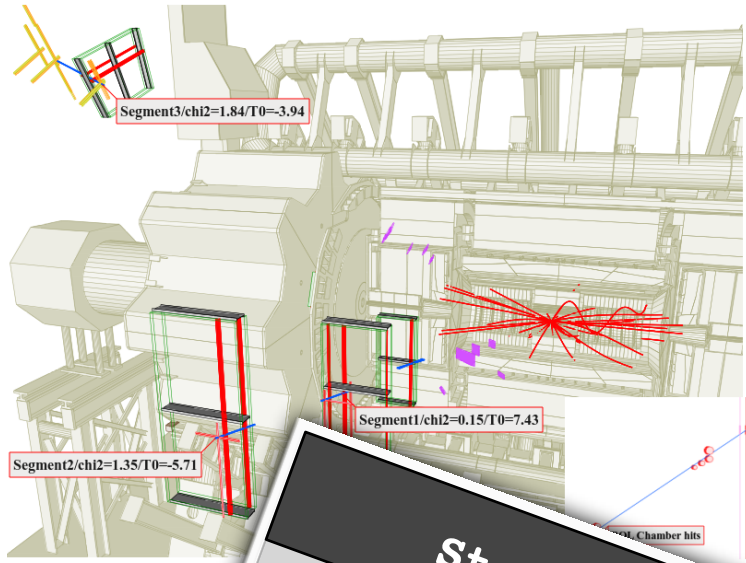 Segment3/chi2=1.84/T0=-3.94
Segment1/chi2=0.15/T0=7.43
Segment2/chi2=1.35/T0=-5.71
Chamber hits